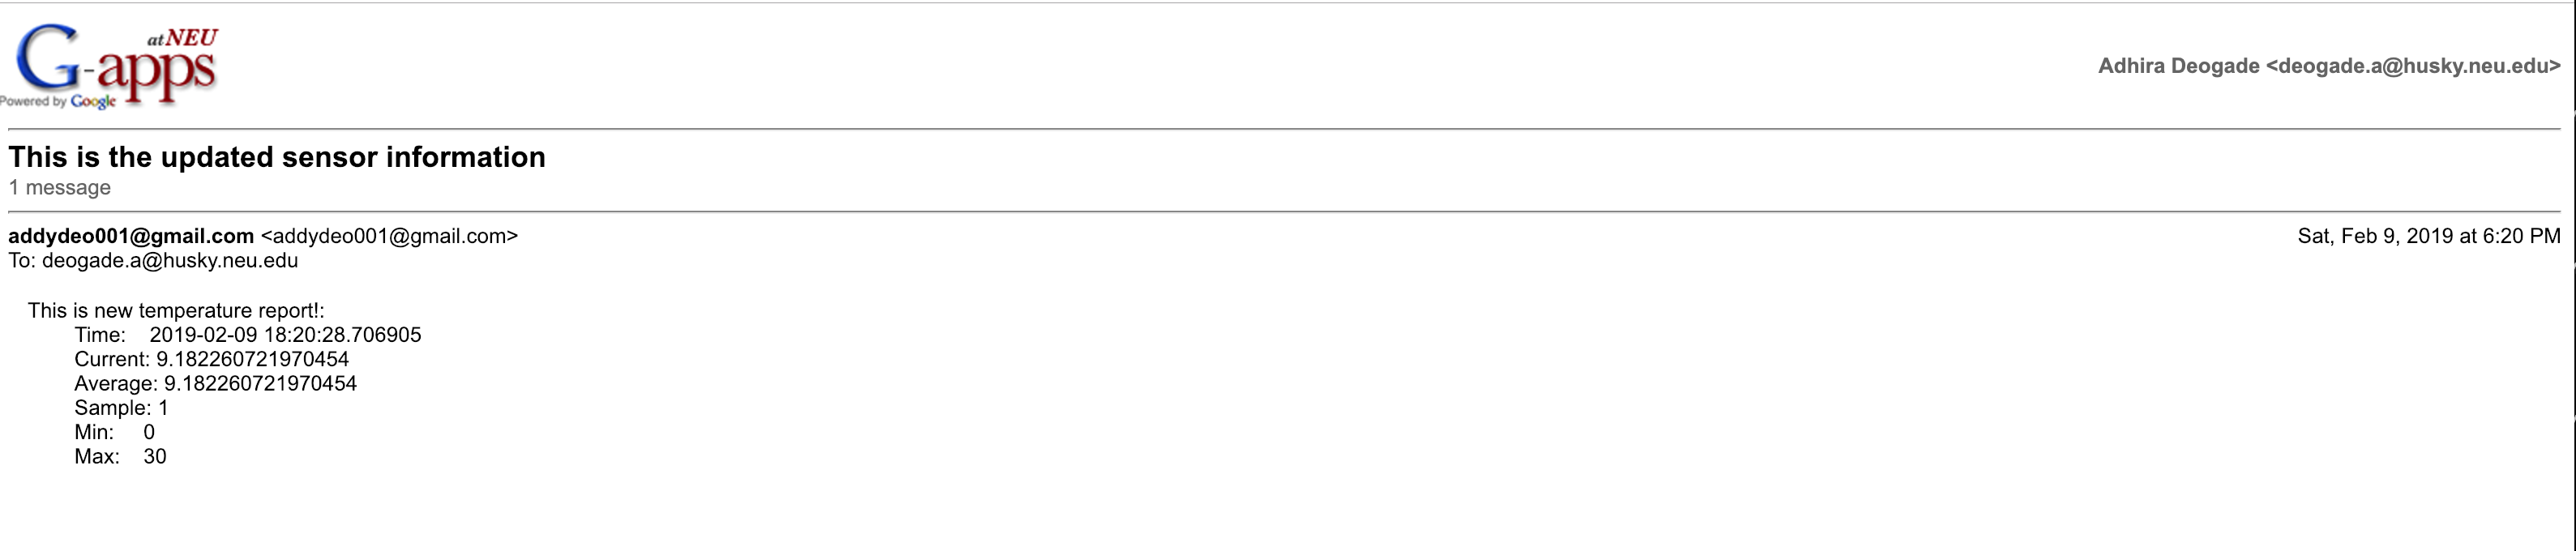 at NEU
G-apps
Powered by Google
Adhira Deogade <deogade.a@husky.neu.edu>
This is the updated sensor information
1 message
addydeo001@gmail.com <addydeo001@gmail.com>
Sat, Feb 9, 2019 at 6:20 PM
To: deogade.a@husky.neu.edu
This is new temperature report!:
Time: 2019-02-09 18:20:28.706905
Current: 9.182260721970454
Average: 9.182260721970454
Sample: 1
Min: 0
Max: 30